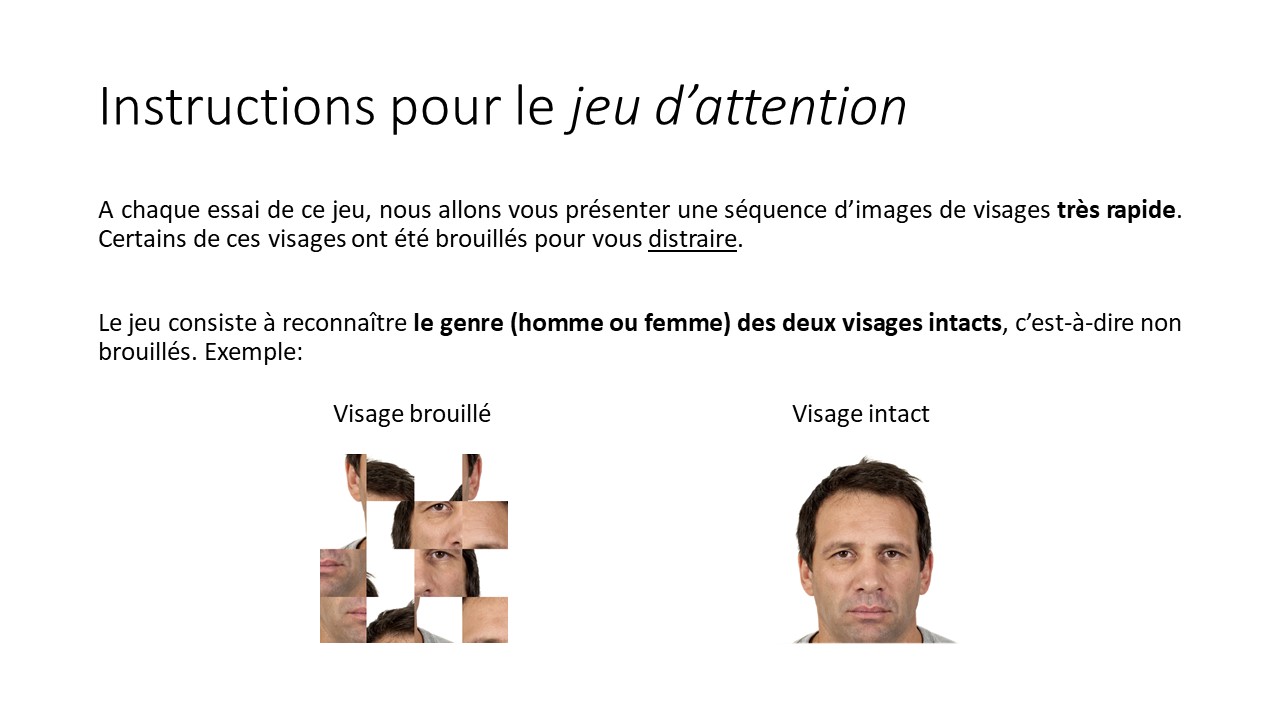 Instructions pour le jeu d’attention
A chaque essai de ce jeu, nous allons vous présenter une séquence d’images de visages très rapide.
Certains de ces visages ont été brouillés pour vous distraire.
Le jeu consiste à reconnaître le genre (homme ou femme) des deux visages intacts, c’est-à-dire non
brouillés. Exemple:
Visage brouillé
Visage intact